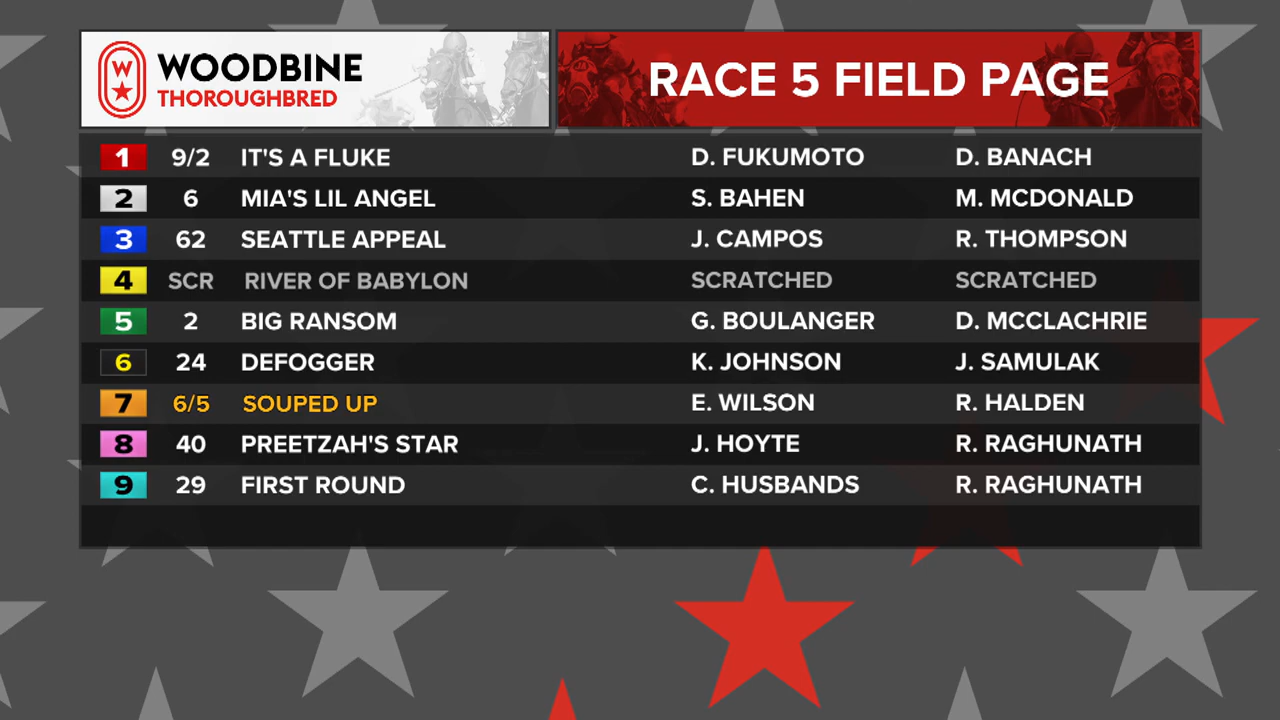 W
WOODBINE
THOROUGHBRED
RACE 5 FIELD PAGE
1 9/2 IT'S A FLUKE D. FUKUMOTO D. BANACH
2 6 MIA'S LIL ANGEL S. BAHEN M. MCDONALD
3 62 SEATTLE APPEAL J. CAMPOS R. THOMPSON
4 SCR RIVER OF BABYLON SCRATCHED SCRATCHED
5 2 BIG RANSOM G. BOULANGER D. MCCLACHRIE
6 24 DEFOGGER K. JOHNSON J. SAMULAK
7 6/5 SOUPED UP E. WILSON R. HALDEN
8 40 PREETZAH'S STAR J. HOYTE R. RAGHUNATH
9 29 FIRST ROUND C. HUSBANDS R. RAGHUNATH